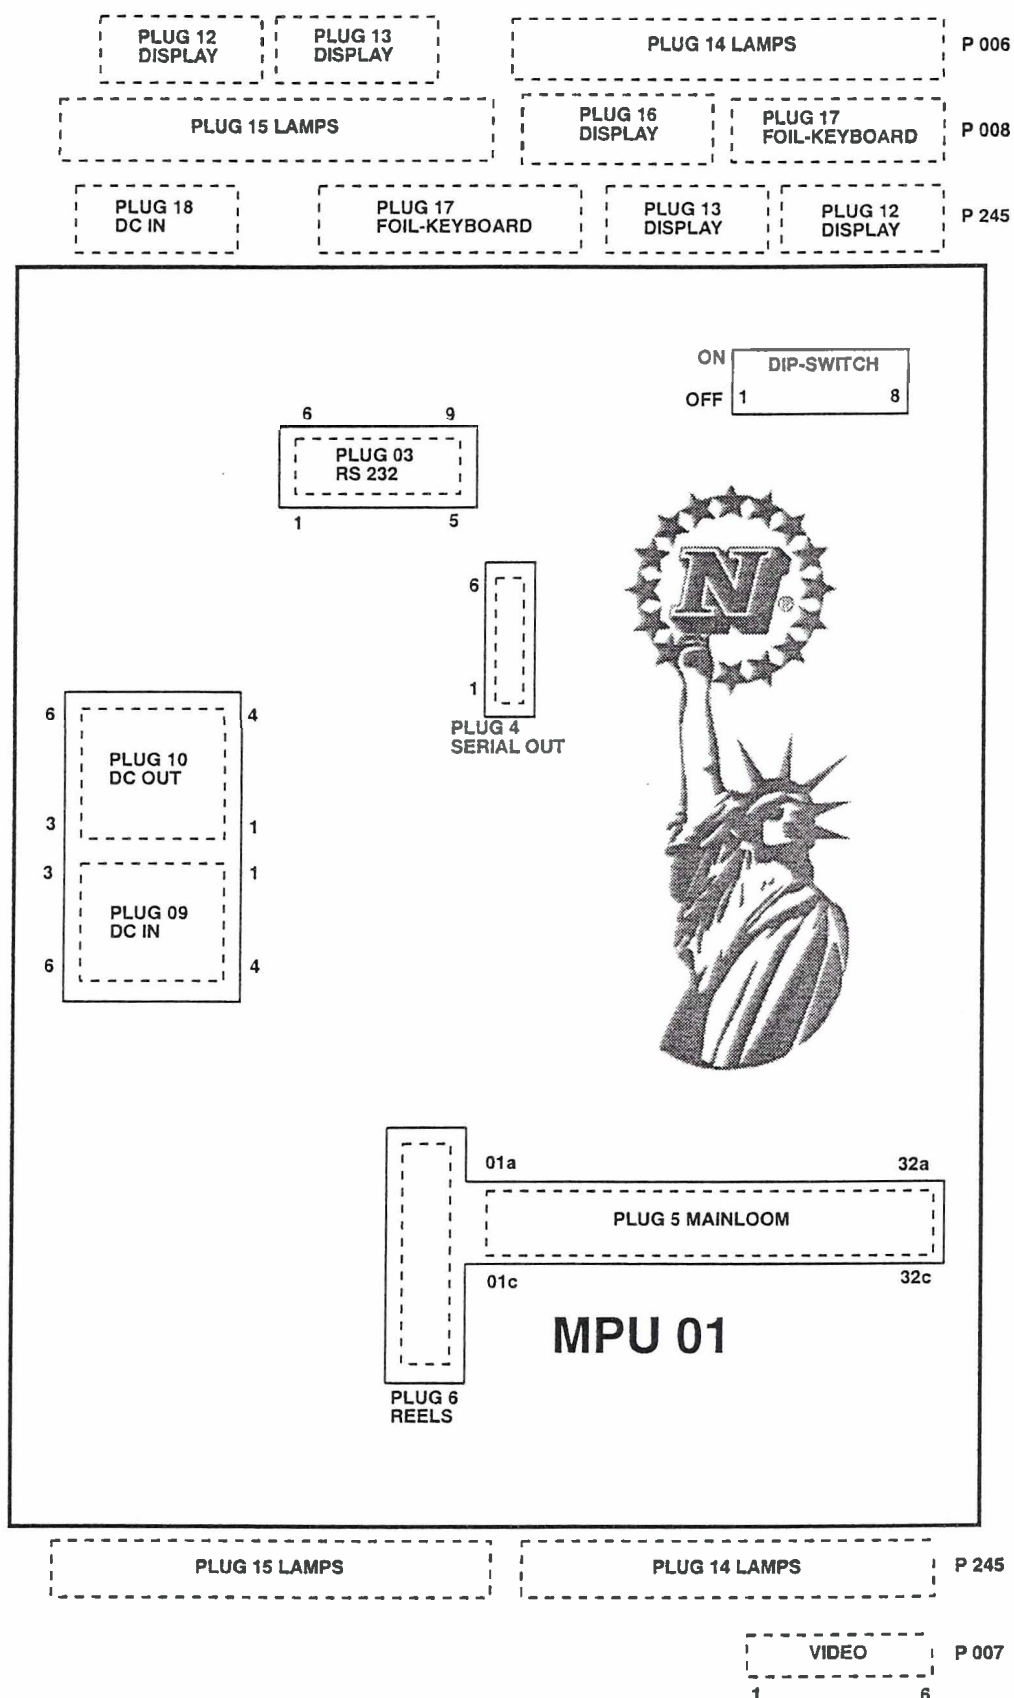 PLUG 12
DISPLAY
PLUG 13
DISPLAY
PLUG 14 LAMPS
P 006
PLUG 15 LAMPS
PLUG 16
DISPLAY
PLUG 17
FOIL-KEYBOARD
P 008
PLUG 18
DC IN
PLUG 17
FOIL-KEYBOARD
PLUG 13
DISPLAY
PLUG 12
DISPLAY
P 245
ON
DIP-SWITCH
OFF
1
8
6
9
PLUG 03
RS 232
1
5
N
®
6
1
PLUG 4
SERIAL OUT
6
4
PLUG 10
DC OUT
3
1
3
1
PLUG 09
DC IN
6
4
01a
32a
PLUG 5 MAINLOOM
01c
32c
MPU 01
PLUG 6
REELS
PLUG 15 LAMPS
PLUG 14 LAMPS
P 245
VIDEO
P 007
1
6